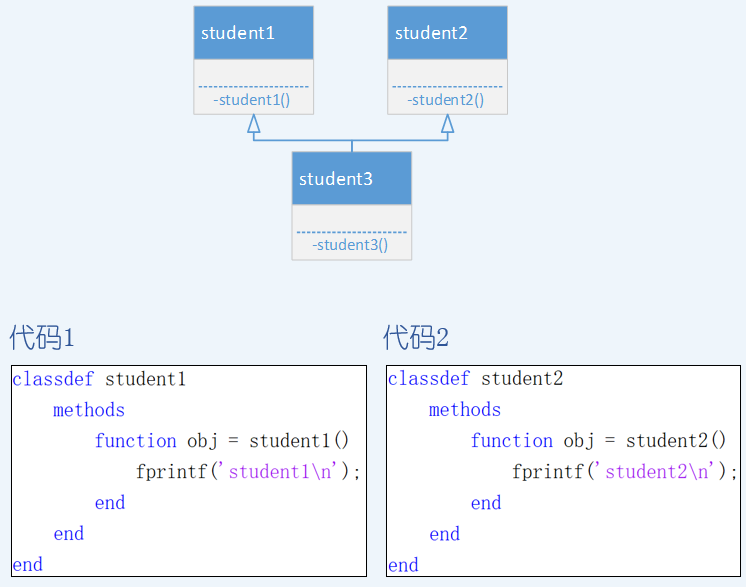 student1
student2
-student1()
-student2()
student3
-student3()
代码1
classdef student1
    methods
        function obj = student1()
            fprintf('student1\n');
        end
    end
end
代码2
classdef student2
    methods
        function obj = student2()
            fprintf('student2\n');
        end
    end
end